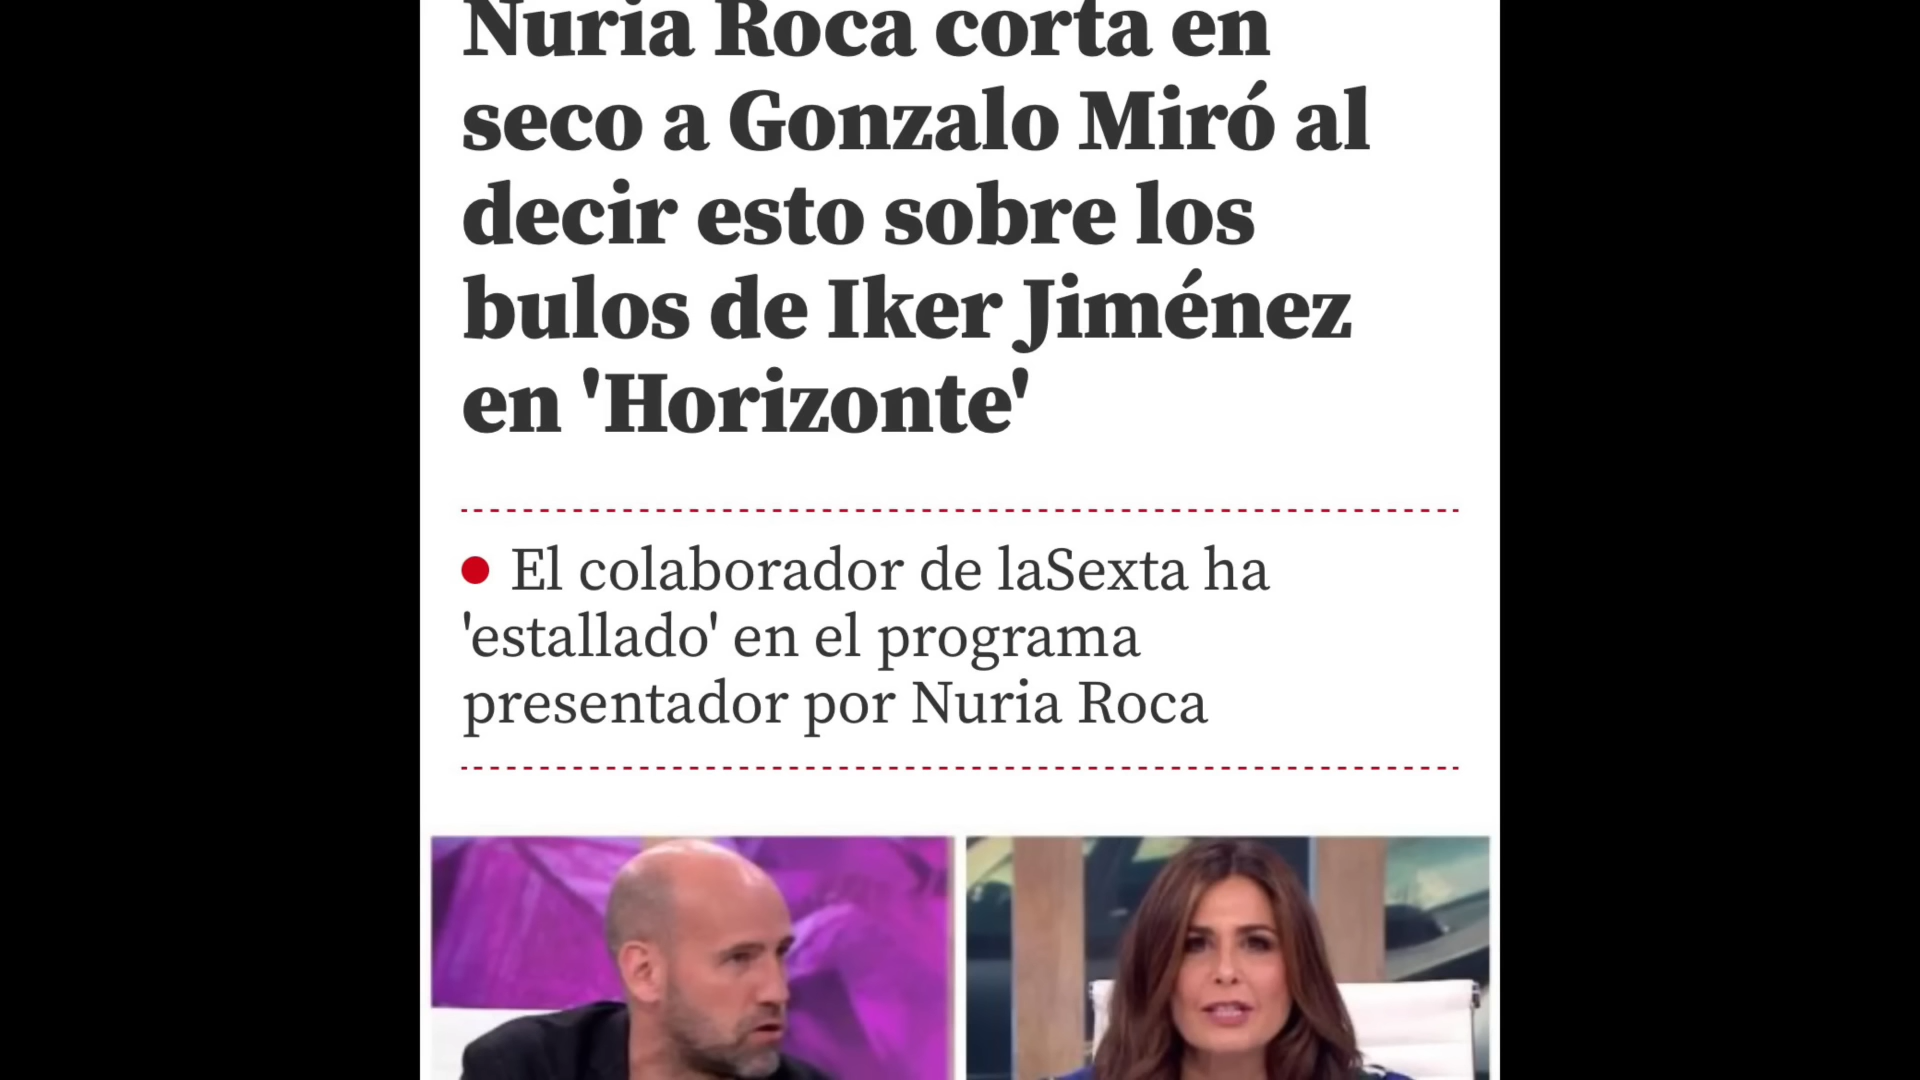 Nuria Roca corta en
seco a Gonzalo Miró al
decir esto sobre los
bulos de Iker Jiménez
en 'Horizonte'
El colaborador de laSexta ha
'estallado' en el programa
presentador por Nuria Roca